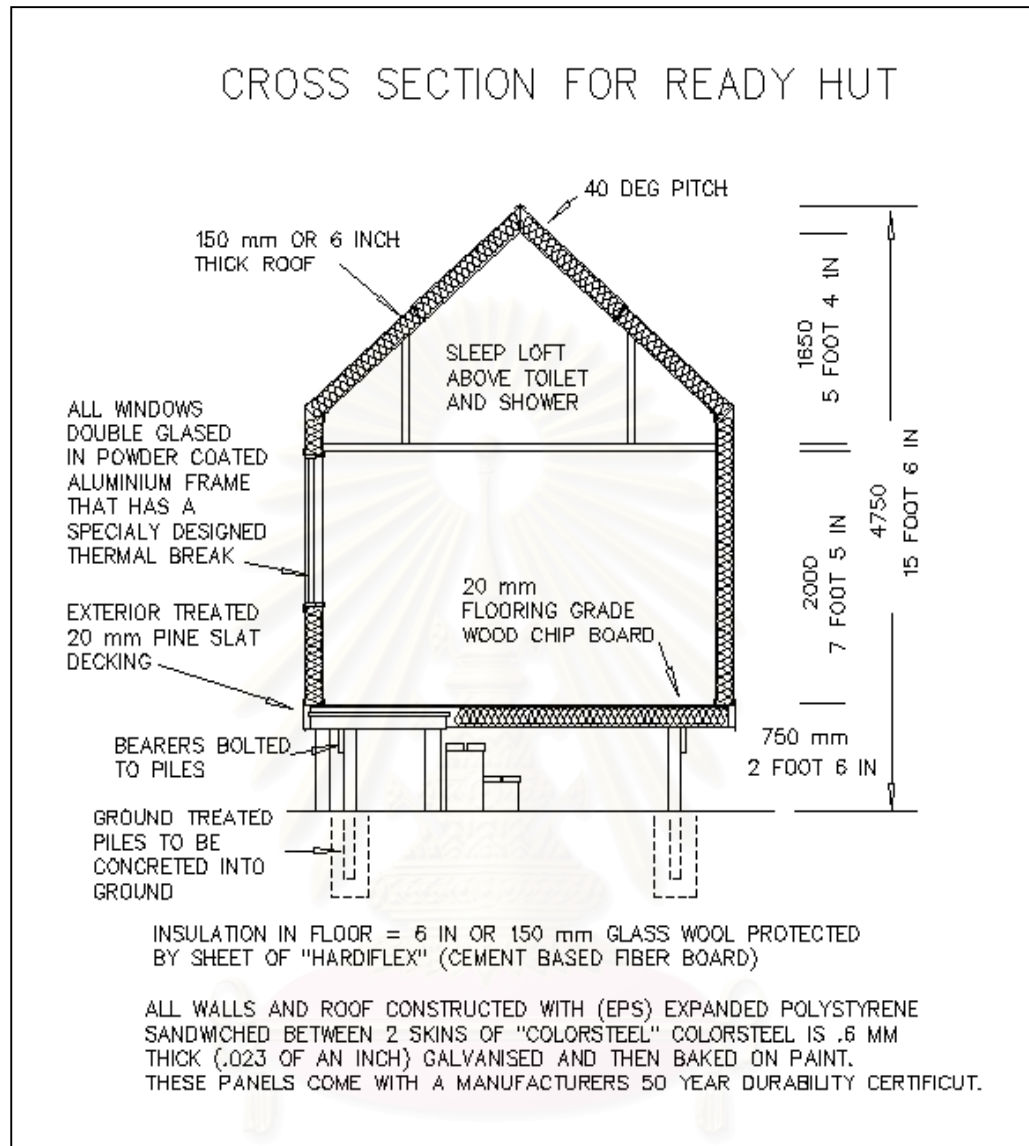 CROSS SECTION FOR READY HUT
40 DEG PITCH
150 mm OR 6 INCH
THICK ROOF
SLEEP LOFT
ABOVE TOILET
AND SHOWER
1650
5 FOOT 4 IN
ALL WINDOWS
DOUBLE GLASED
IN POWDER COATED
ALUMINIUM FRAME
THAT HAS A
SPECIALY DESIGNED
THERMAL BREAK
4750
15 FOOT 6 IN
2000
7 FOOT 5 IN
20 mm
FLOORING GRADE
WOOD CHIP BOARD
EXTERIOR TREATED
20 mm PINE SLAT
DECKING
BEARERS BOLTED
TO PILES
750 mm
2 FOOT 6 IN
GROUND TREATED
PILES TO BE
CONCRETED INTO
GROUND
INSULATION IN FLOOR = 6 IN OR 150 mm GLASS WOOL PROTECTED
BY SHEET OF "HARDIFLEX" (CEMENT BASED FIBER BOARD)
ALL WALLS AND ROOF CONSTRUCTED WITH (EPS) EXPANDED POLYSTYRENE
SANDWICHED BETWEEN 2 SKINS OF "COLORSTEEL" COLORSTEEL IS .6 MM
THICK (.023 OF AN INCH) GALVANISED AND THEN BAKED ON PAINT.
THESE PANELS COME WITH A MANUFACTURERS 50 YEAR DURABILITY CERTIFICUT.